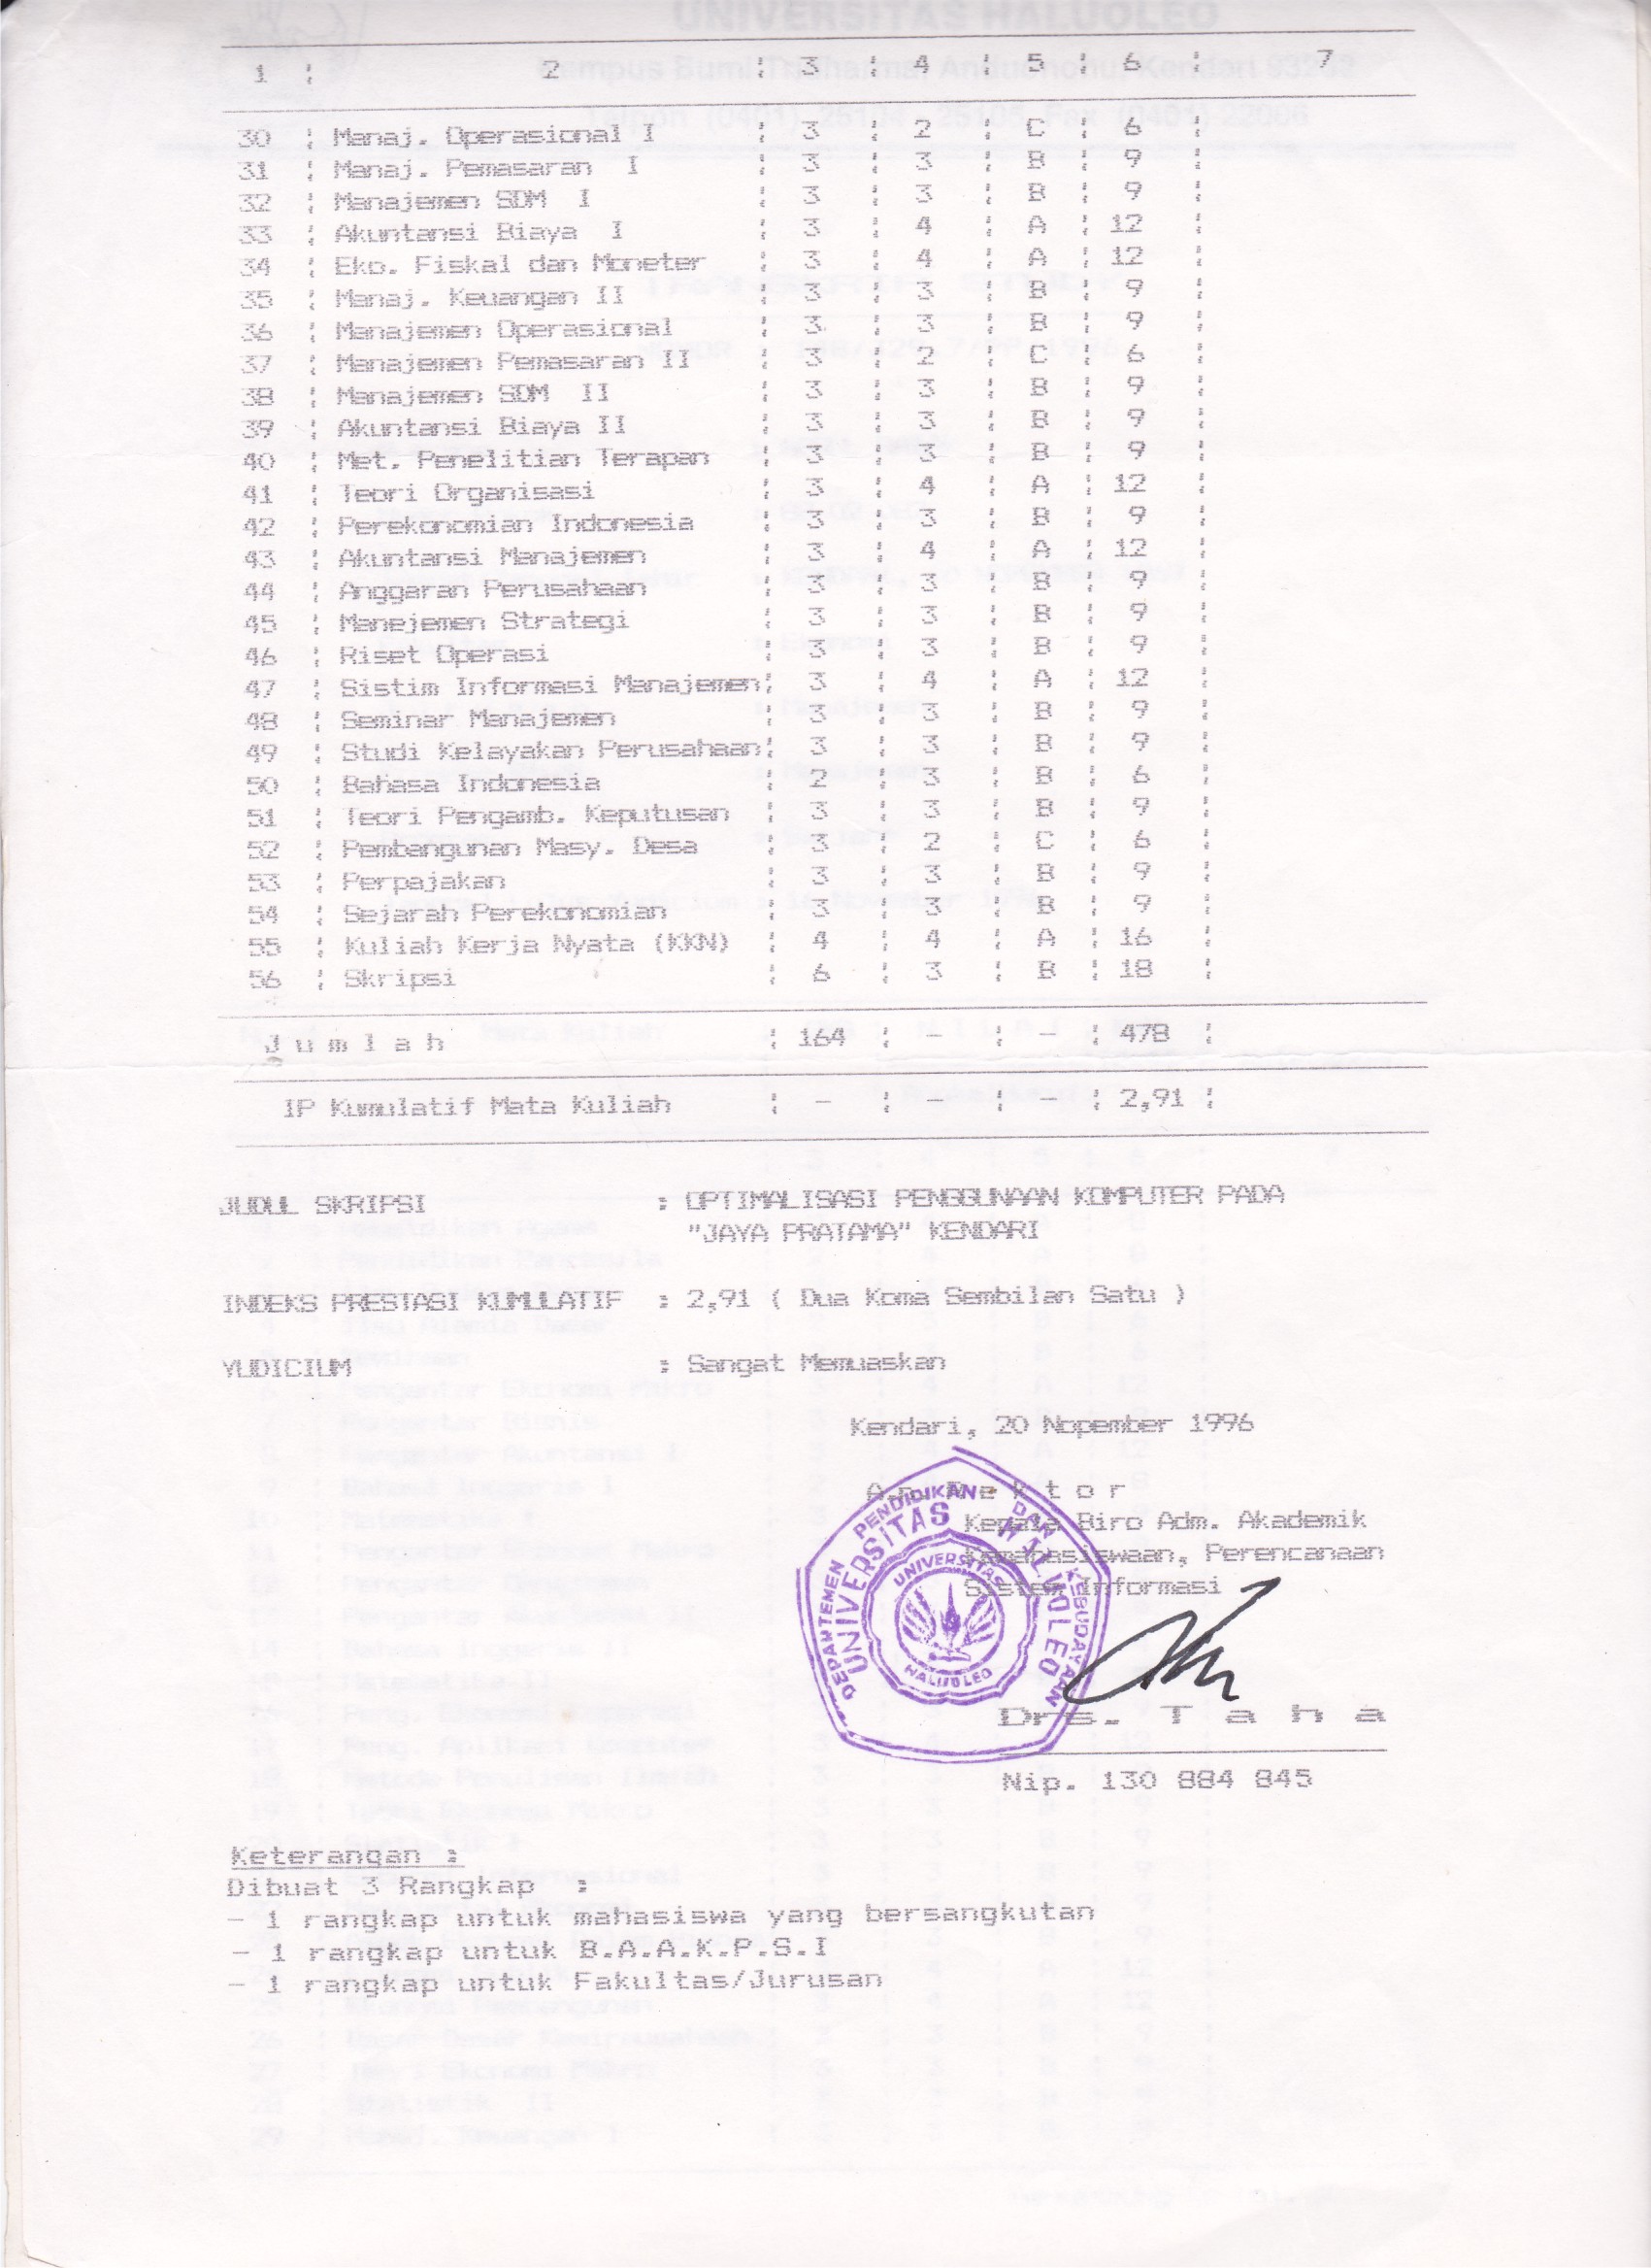 1 : 2 : 3 : 4 : 5 : 6 : 7
30 : Manaj. Operasional I : 3 : 2 : C : 6 :
31 : Manaj. Pemasaran I : 3 : 3 : B : 9 :
32 : Manajemen SDM I : 3 : 3 : B : 9 :
33 : Akuntansi Biaya I : 3 : 4 : A : 12 :
34 : Eko. Fiskal dan Moneter : 3 : 4 : A : 12 :
35 : Manaj. Keuangan II : 3 : 3 : B : 9 :
36 : Manajemen Operasional : 3 : 3 : B : 9 :
37 : Manajemen Pemasaran II : 3 : 2 : C : 6 :
38 : Manajemen SDM II : 3 : 3 : B : 9 :
39 : Akuntansi Biaya II : 3 : 3 : B : 9 :
40 : Met. Penelitian Terapan : 3 : 3 : B : 9 :
41 : Teori Organisasi : 3 : 4 : A : 12 :
42 : Perekonomian Indonesia : 3 : 3 : B : 9 :
43 : Akuntansi Manajemen : 3 : 4 : A : 12 :
44 : Anggaran Perusahaan : 3 : 3 : B : 9 :
45 : Manejemen Strategi : 3 : 3 : B : 9 :
46 : Riset Operasi : 3 : 3 : B : 9 :
47 : Sistim Informasi Manajemen: 3 : 4 : A : 12 :
48 : Seminar Manajemen : 3 : 3 : B : 9 :
49 : Studi Kelayakan Perusahaan: 3 : 3 : B : 9 :
50 : Bahasa Indonesia : 2 : 3 : B : 6 :
51 : Teori Pengamb. Keputusan : 3 : 3 : B : 9 :
52 : Pembangunan Masy. Desa : 3 : 2 : C : 6 :
53 : Perpajakan : 3 : 3 : B : 9 :
54 : Sejarah Perekonomian : 3 : 3 : B : 9 :
55 : Kuliah Kerja Nyata (KKN) : 4 : 4 : A : 16 :
56 : Skripsi : 6 : 3 : B : 18 :
J u m l a h : 164 : - : - : 478 :
IP Kumulatif Mata Kuliah : - : - : - : 2,91 :
JUDUL SKRIPSI : OPTIMALISASI PENGGUNAAN KOMPUTER PADA
"JAYA PRATAMA" KENDARI
INDEKS PRESTASI KUMULATIF : 2,91 ( Dua Koma Sembilan Satu )
YUDICIUM : Sangat Memuaskan
Kendari, 20 Nopember 1996
A.n. R e k t o r
Kepala Biro Adm. Akademik
Kemahasiswaan, Perencanaan
Sistem Informasi
DEPARTEMEN PENDIDIKAN DAN KEBUDAYAAN
UNIVERSITAS HALUOLEO
UNIVERSITAS
HALUOLEO
Drs. T a h a
Nip. 130 884 845
Keterangan :
Dibuat 3 Rangkap :
- 1 rangkap untuk mahasiswa yang bersangkutan
- 1 rangkap untuk B.A.A.K.P.S.I
- 1 rangkap untuk Fakultas/Jurusan